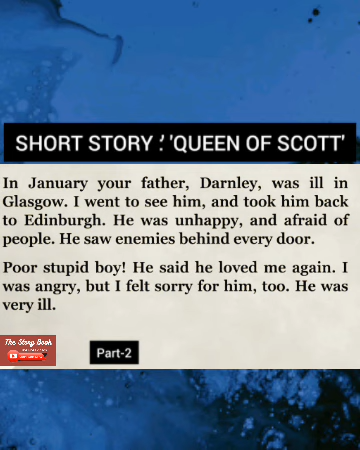 SHORT STORY :' 'QUEEN OF SCOTT'
In January your father, Darnley, was ill in
Glasgow. I went to see him, and took him back
to Edinburgh. He was unhappy, and afraid of
people. He saw enemies behind every door.
Poor stupid boy! He said he loved me again. I
was angry, but I felt sorry for him, too. He was
very ill.
The Story Book
Part-2